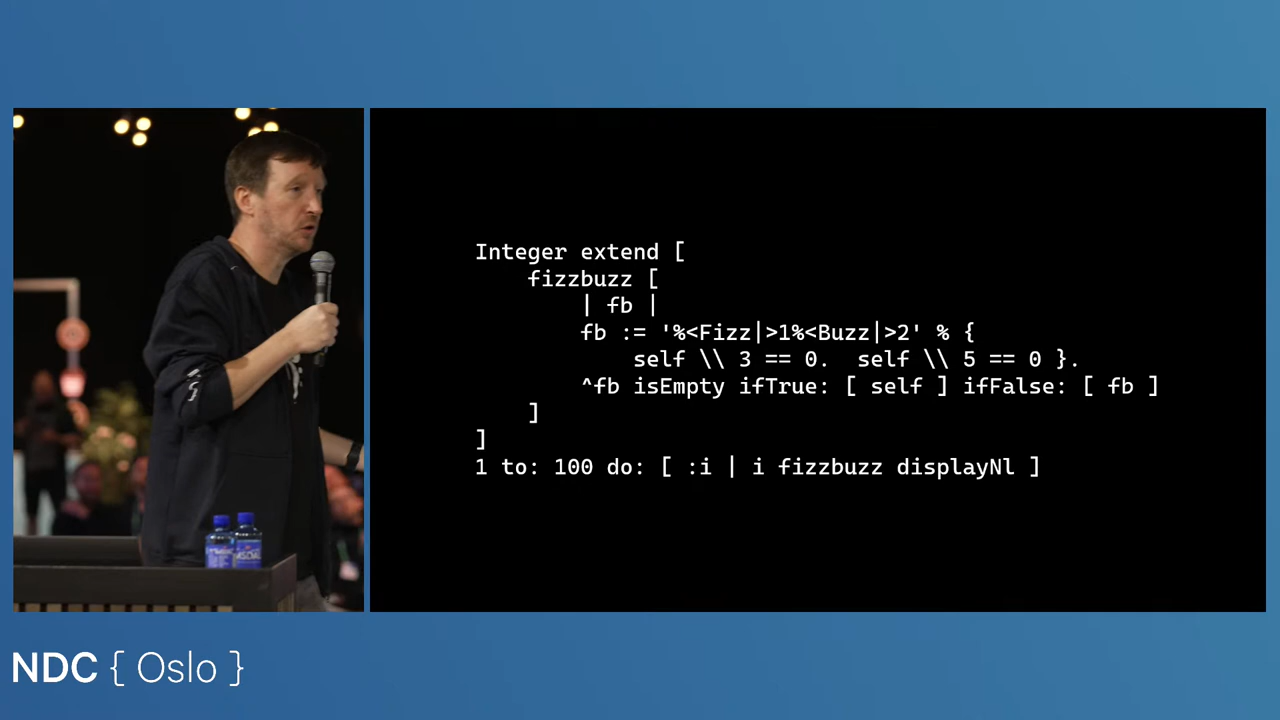 Integer extend [
    fizzbuzz [
        | fb |
        fb := '%<Fizz|>1%<Buzz|>2' % {
            self \\ 3 == 0.  self \\ 5 == 0 }.
        ^fb isEmpty ifTrue: [ self ] ifFalse: [ fb ]
    ]
]
1 to: 100 do: [ :i | i fizzbuzz displayNl ]
NDC { Oslo }